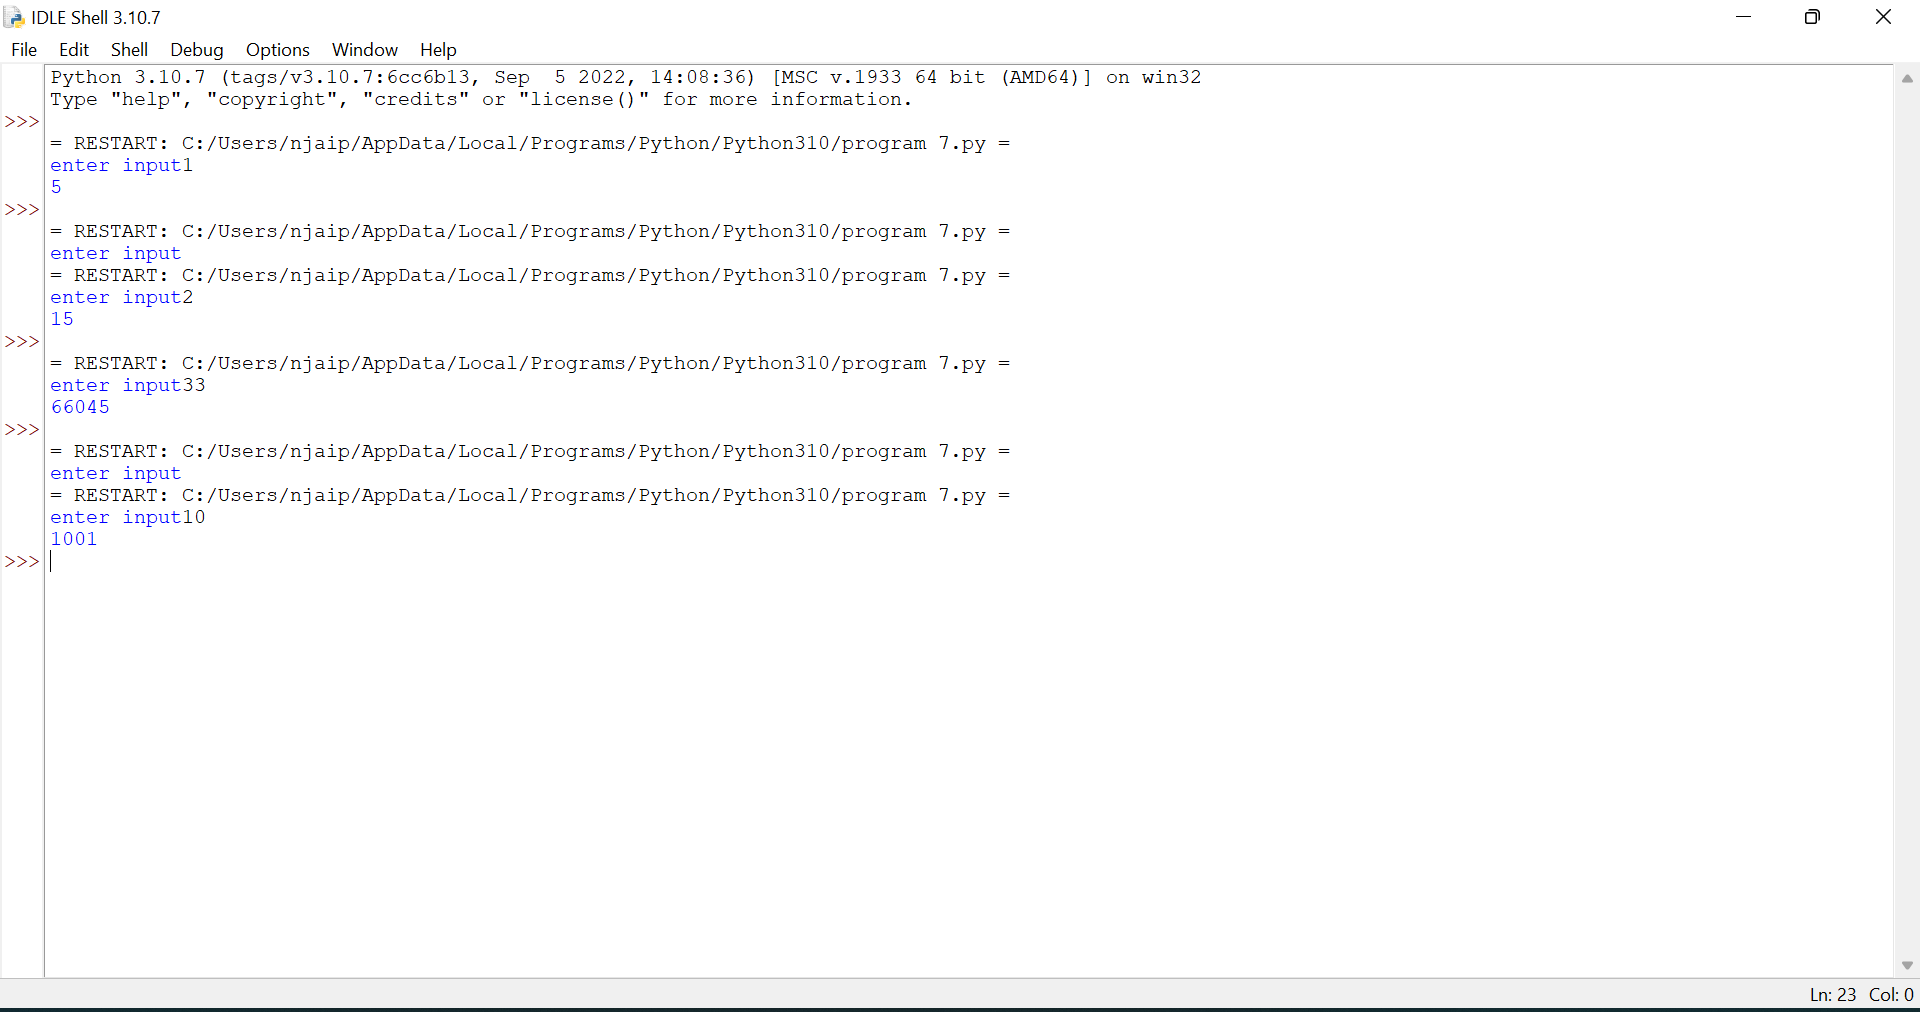 IDLE Shell 3.10.7
File Edit Shell Debug Options Window Help
Python 3.10.7 (tags/v3.10.7:6cc6b13, Sep  5 2022, 14:08:36) [MSC v.1933 64 bit (AMD64)] on win32
Type "help", "copyright", "credits" or "license()" for more information.
>>>
= RESTART: C:/Users/njaip/AppData/Local/Programs/Python/Python310/program 7.py =
enter input1
5
>>>
= RESTART: C:/Users/njaip/AppData/Local/Programs/Python/Python310/program 7.py =
enter input
= RESTART: C:/Users/njaip/AppData/Local/Programs/Python/Python310/program 7.py =
enter input2
15
>>>
= RESTART: C:/Users/njaip/AppData/Local/Programs/Python/Python310/program 7.py =
enter input33
66045
>>>
= RESTART: C:/Users/njaip/AppData/Local/Programs/Python/Python310/program 7.py =
enter input
= RESTART: C:/Users/njaip/AppData/Local/Programs/Python/Python310/program 7.py =
enter input10
1001
>>>
Ln: 23 Col: 0